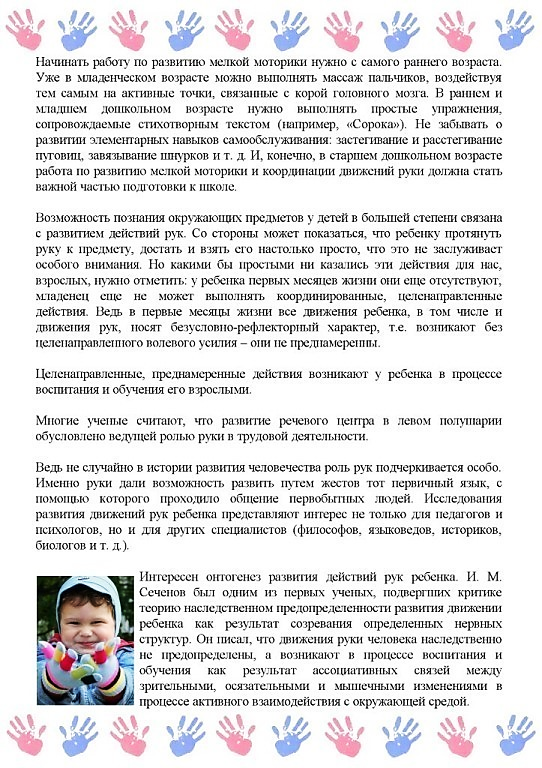 Начинать работу по развитию мелкой моторики нужно с самого раннего возраста.
Уже в младенческом возрасте можно выполнять массаж пальчиков, воздействуя
тем самым на активные точки, связанные с корой головного мозга. В раннем и
младшем дошкольном возрасте нужно выполнять простые упражнения,
сопровождаемые стихотворным текстом (например, «Сорока»). Не забывать о
развитии элементарных навыков самообслуживания: застегивание и расстегивание
пуговиц, завязывание шнурков и т. д. И, конечно, в старшем дошкольном возрасте
работа по развитию мелкой моторики и координации движений руки должна стать
важной частью подготовки к школе.
Возможность познания окружающих предметов у детей в большей степени связана
с развитием действий рук. Со стороны может показаться, что ребенку протянуть
руку к предмету, достать и взять его настолько просто, что это не заслуживает
особого внимания. Но какими бы простыми ни казались эти действия для нас,
взрослых, нужно отметить: у ребенка первых месяцев жизни они еще отсутствуют,
младенец еще не может выполнять координированные, целенаправленные
действия. Ведь в первые месяцы жизни все движения ребенка, в том числе и
движения рук, носят безусловно-рефлекторный характер, т.е. возникают без
целенаправленного волевого усилия – они не преднамеренны.
Целенаправленные, преднамеренные действия возникают у ребенка в процессе
воспитания и обучения его взрослыми.
Многие ученые считают, что развитие речевого центра в левом полушарии
обусловлено ведущей ролью руки в трудовой деятельности.
Ведь не случайно в истории развития человечества роль рук подчеркивается особо.
Именно руки дали возможность развить путем жестов тот первичный язык, с
помощью которого проходило общение первобытных людей. Исследования
развития движений рук ребенка представляют интерес не только для педагогов и
психологов, но и для других специалистов (философов, языковедов, историков,
биологов и т. д.).
Интересен онтогенез развития действий рук ребенка. И. М.
Сеченов был одним из первых ученых, подвергших критике
теорию наследственной предопределенности развития движении
ребенка как результат созревания определенных нервных
структур. Он писал, что движения руки человека наследственно
не предопределены, а возникают в процессе воспитания и
обучения как результат ассоциативных связей между
зрительными, осязательными и мышечными изменениями в
процессе активного взаимодействия с окружающей средой.